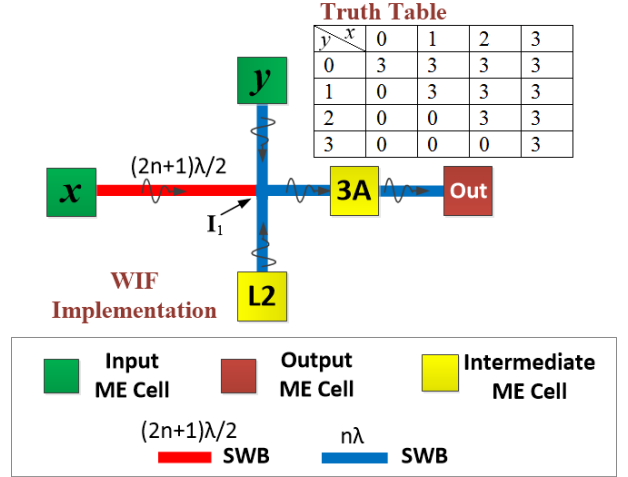 Truth Table
y x 0 1 2 3
0 3 3 3 3
1 0 3 3 3
2 0 0 3 3
3 0 0 0 3
y
(2n+1)λ/2
x
3A
Out
I1
L2
WIF
Implementation
Input
ME Cell
Output
ME Cell
Intermediate
ME Cell
(2n+1)λ/2
SWB
nλ
SWB